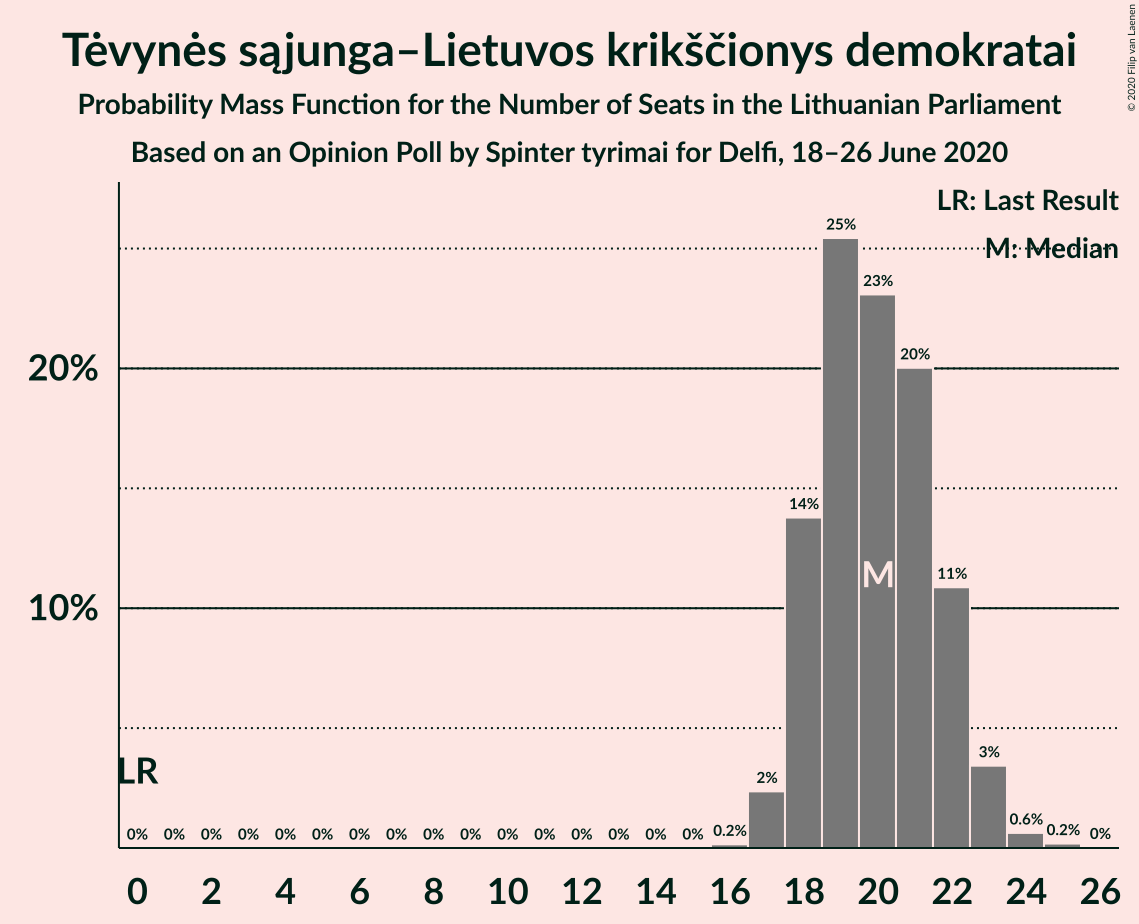 Tėvynės sąjunga–Lietuvos krikščionys demokratai
Probability Mass Function for the Number of Seats in the Lithuanian Parliament
Based on an Opinion Poll by Spinter tyrimai for Delfi, 18–26 June 2020
© 2020 Filip van Laenen
LR: Last Result
M: Median
25%
23%
20%
20%
14%
M
11%
10%
3%
2%
LR
0% 0% 0% 0% 0% 0% 0% 0% 0% 0% 0% 0% 0% 0% 0% 0% 0.2% 0.6% 0.2% 0%
0 2 4 6 8 10 12 14 16 18 20 22 24 26